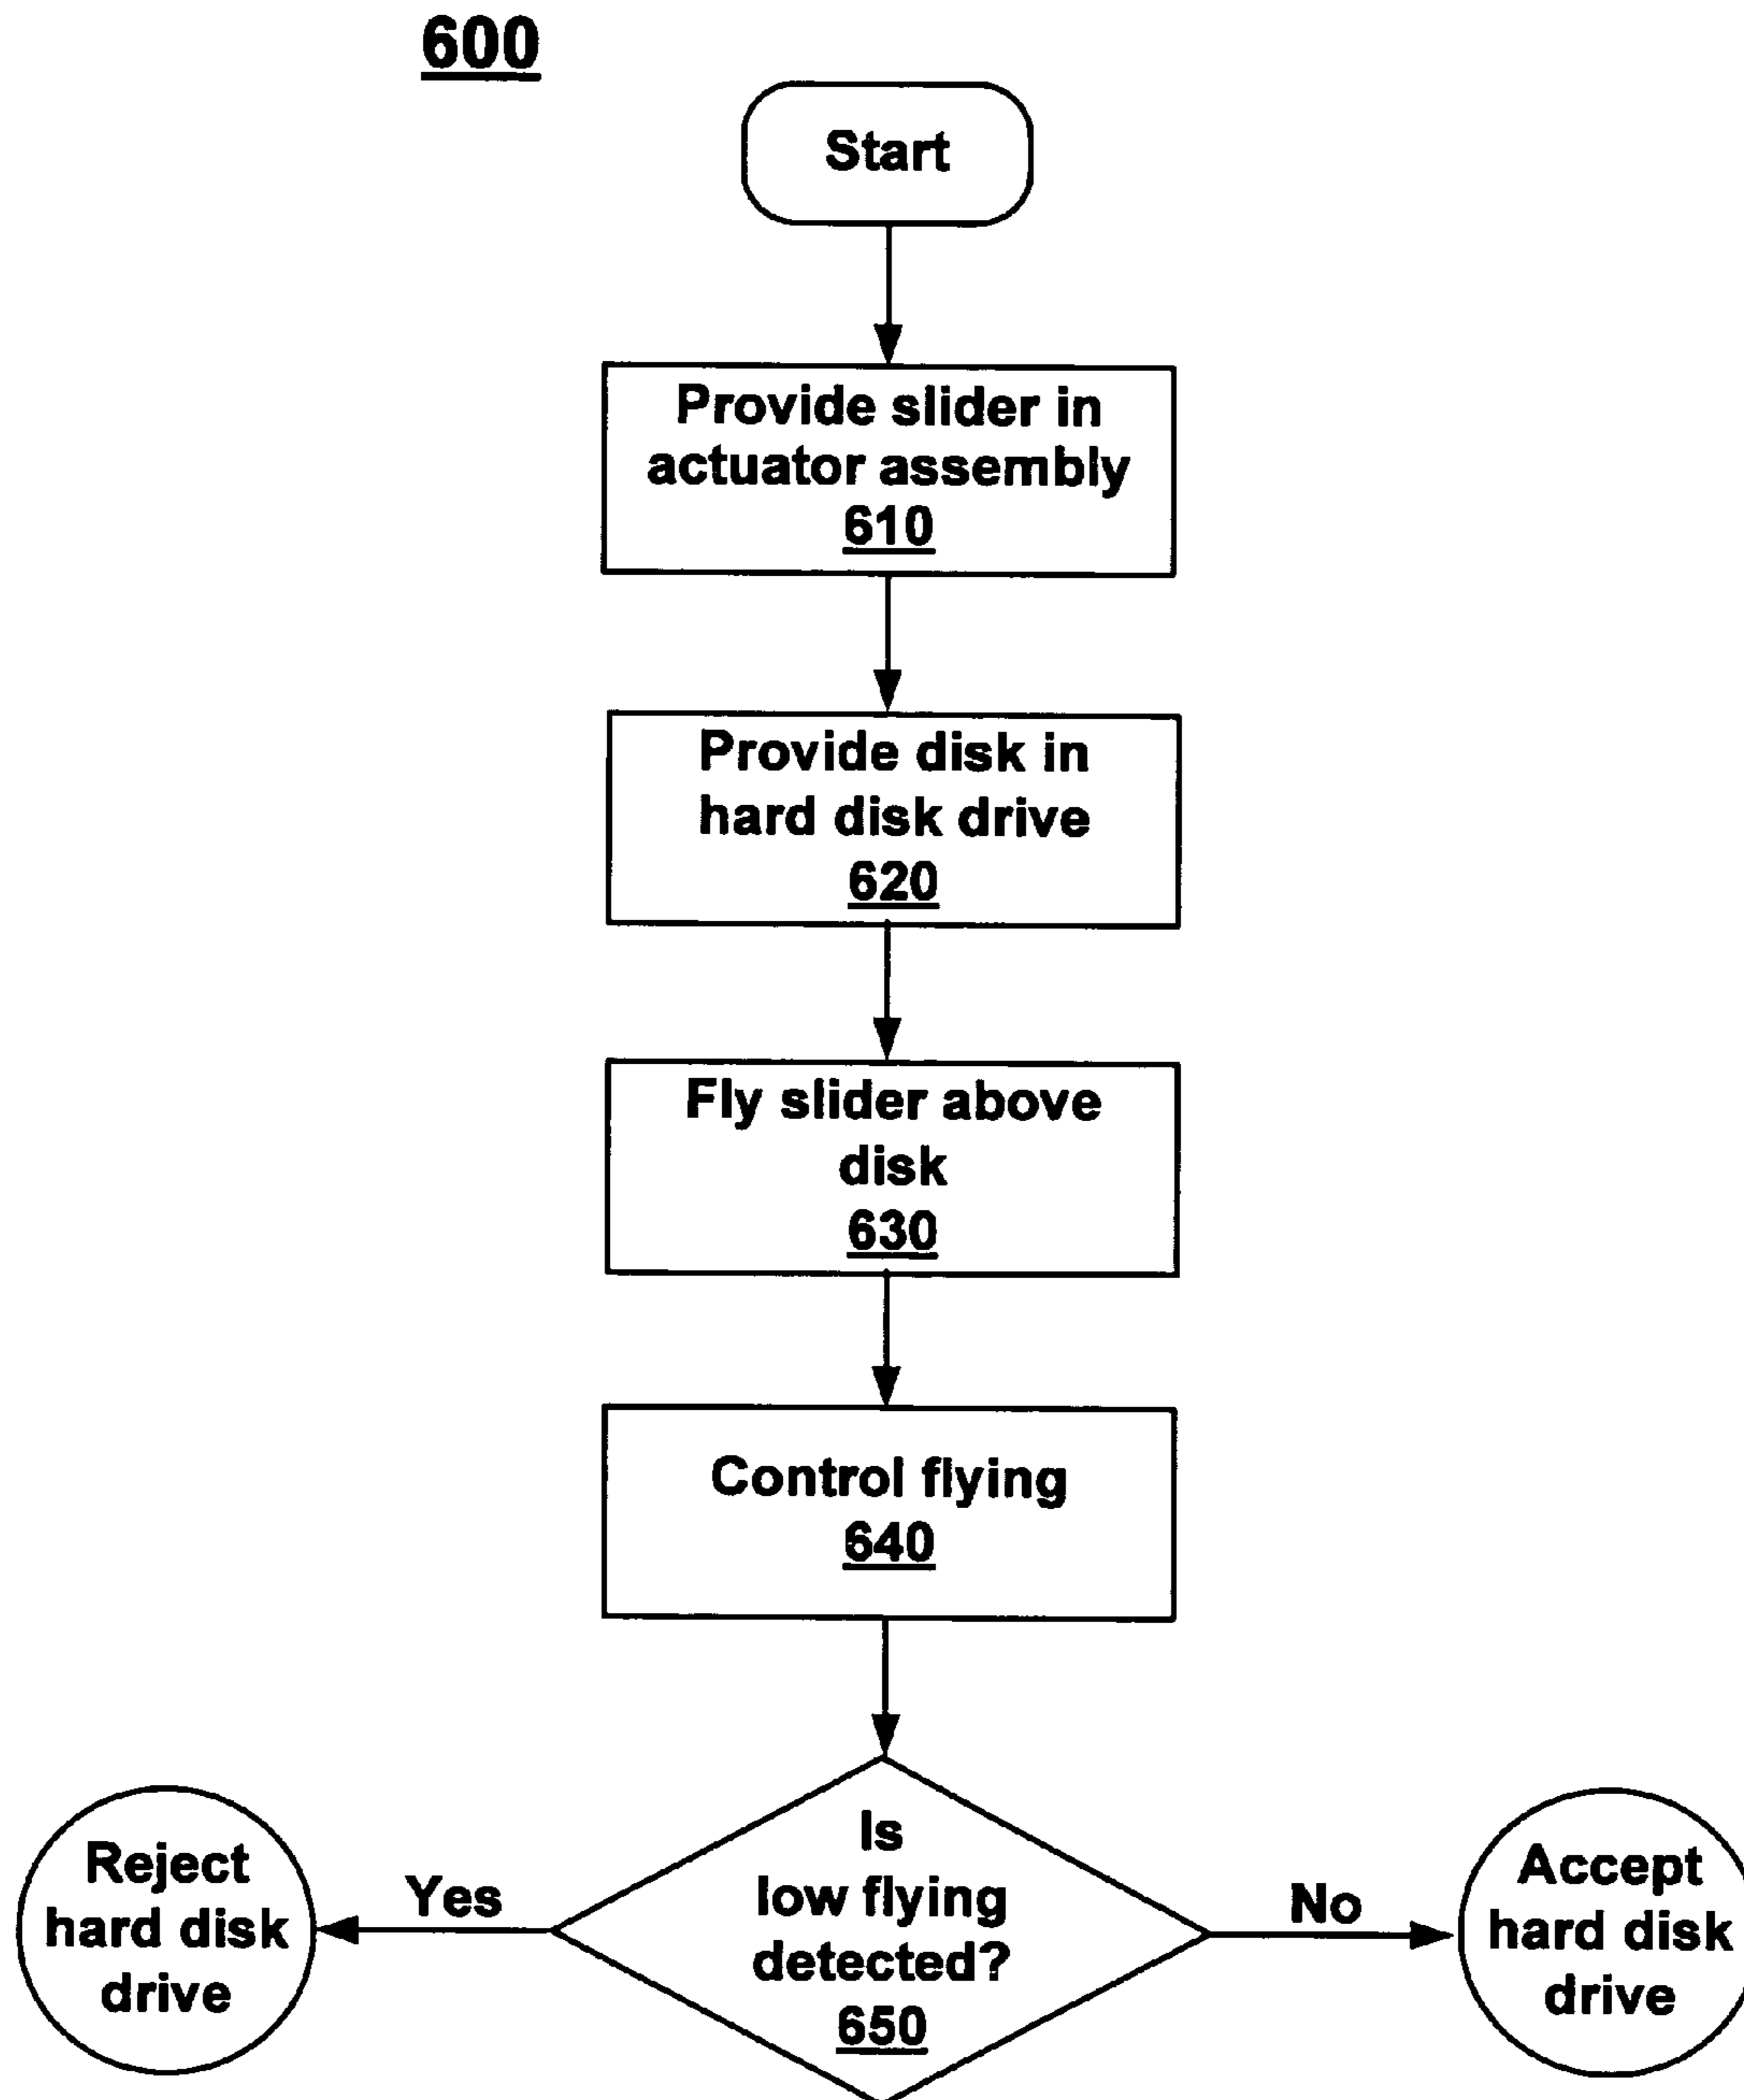 600
Start
Provide slider in
actuator assembly
610
Provide disk in
hard disk drive
620
Fly slider above
disk
630
Control flying
640
Is
low flying
detected?
650
Yes
No
Reject
hard disk
drive
Accept
hard disk
drive